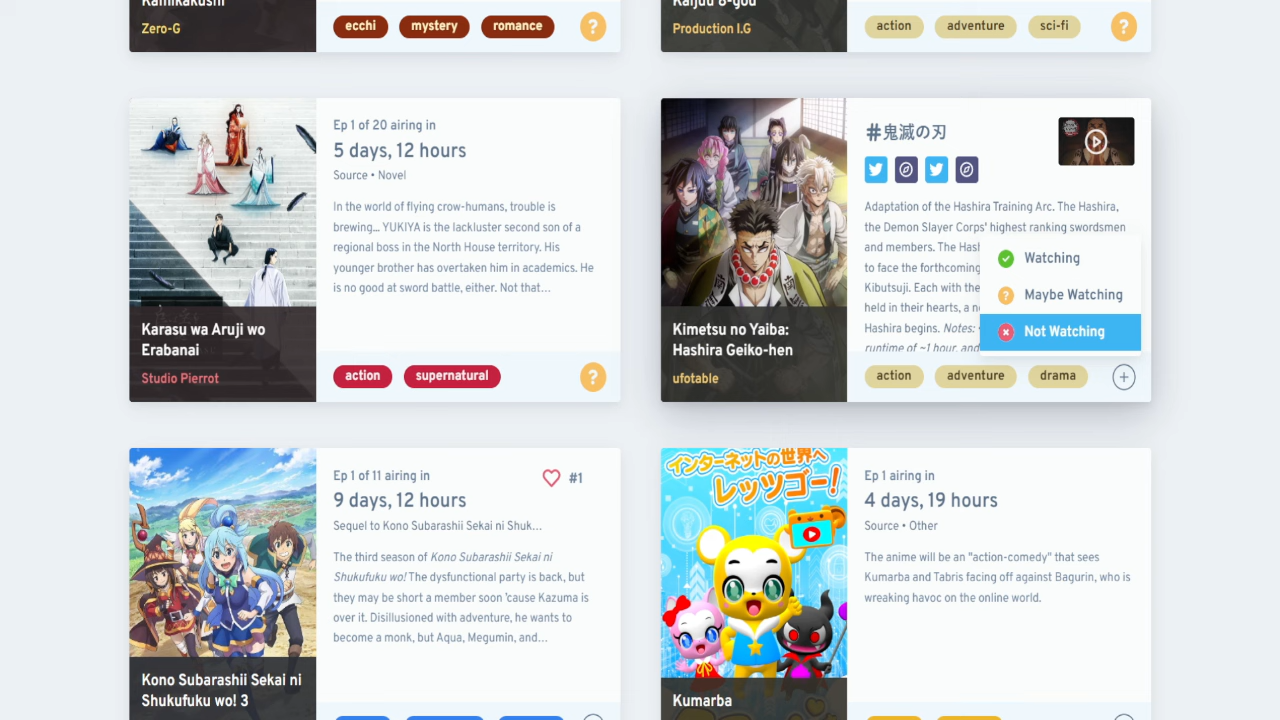 Kamikakushi
Zero-G
ecchi mystery romance ?
Kaijuu 8-gou
Production I.G
action adventure sci-fi ?
Ep 1 of 20 airing in
5 days, 12 hours
Source • Novel
In the world of flying crow-humans, trouble is
brewing... YUKIYA is the lackluster second son of a
regional boss in the North House territory. His
younger brother has overtaken him in academics. He
is no good at sword battle, either. Not that…
Karasu wa Aruji wo
Erabanai
Studio Pierrot
action supernatural ?
#鬼滅の刃
Adaptation of the Hashira Training Arc. The Hashira,
the Demon Slayer Corps' highest ranking swordsmen
and members. The Hash
to face the forthcoming
Kibutsuji. Each with the
held in their hearts, a n
Hashira begins. Notes:
runtime of ~1 hour, and
Watching
? Maybe Watching
Not Watching
Kimetsu no Yaiba:
Hashira Geiko-hen
ufotable
action adventure drama +
Ep 1 of 11 airing in
#1
9 days, 12 hours
Sequel to Kono Subarashii Sekai ni Shuk…
The third season of Kono Subarashii Sekai ni
Shukufuku wo! The dysfunctional party is back, but
they may be short a member soon 'cause Kazuma is
over it. Disillusioned with adventure, he wants to
become a monk, but Aqua, Megumin, and…
Kono Subarashii Sekai ni
Shukufuku wo! 3
インターネットの世界へ
レッツゴー!
Ep 1 airing in
4 days, 19 hours
Source • Other
The anime will be an "action-comedy" that sees
Kumarba and Tabris facing off against Bagurin, who is
wreaking havoc on the online world.
Kumarba